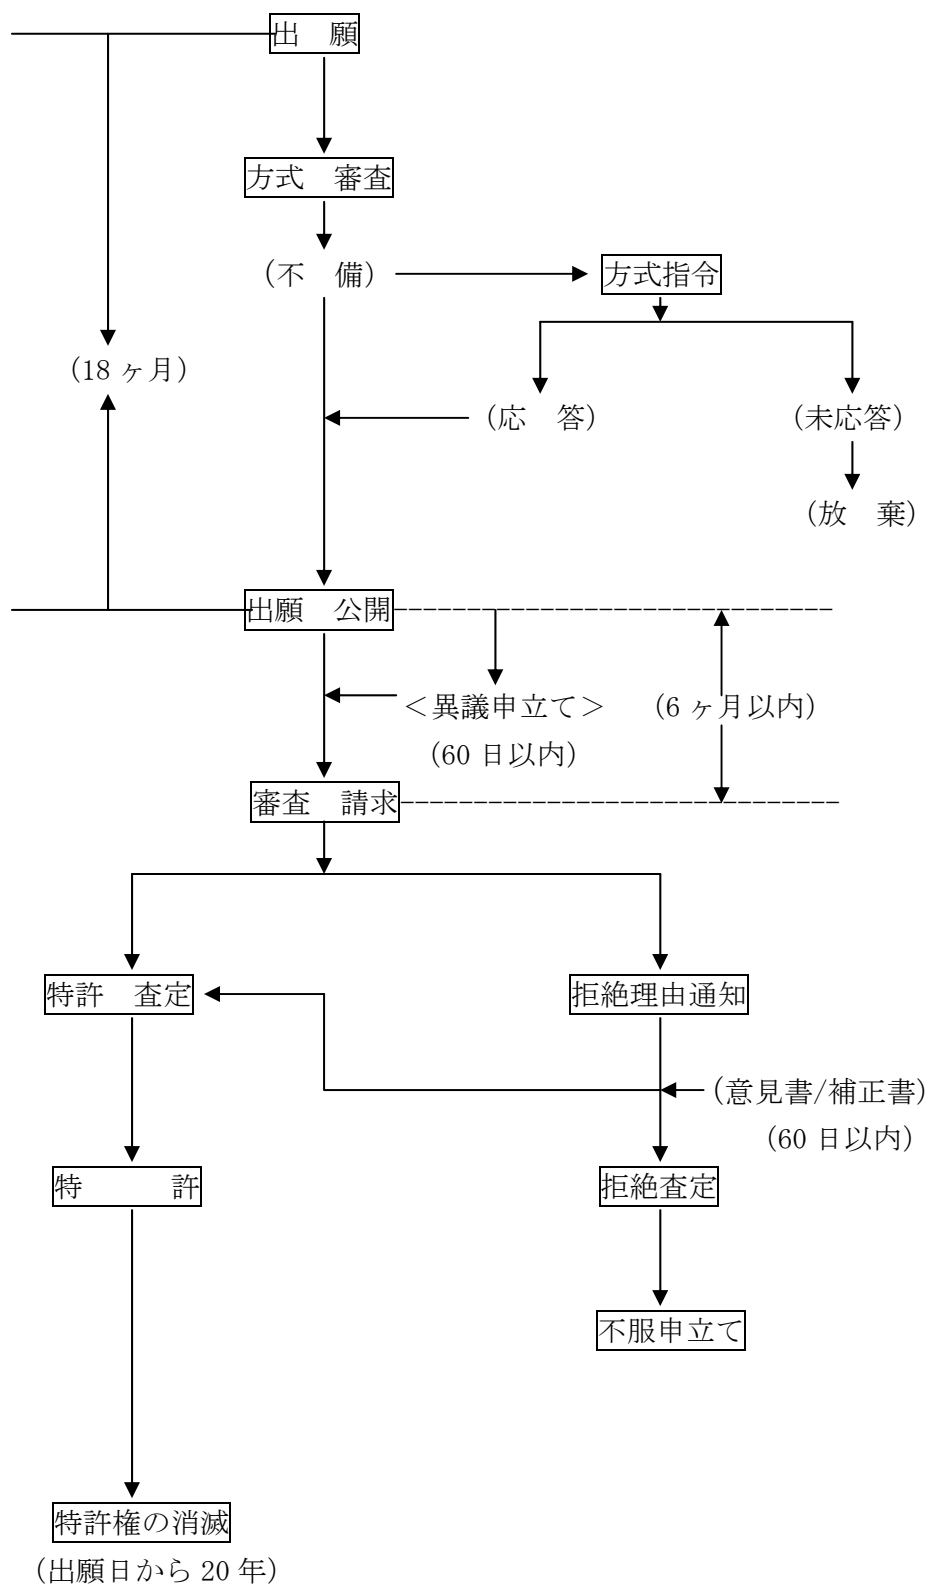 出　願
方式　審査
(不　備)
方式指令
(18 ヶ月)
(応　答)
(未応答)
(放　棄)
出願　公開
＜異議申立て＞
(6 ヶ月以内)
(60 日以内)
審査　請求
特許　査定
拒絶理由通知
(意見書/補正書)
(60 日以内)
特　　　許
拒絶査定
不服申立て
特許権の消滅
(出願日から 20 年)